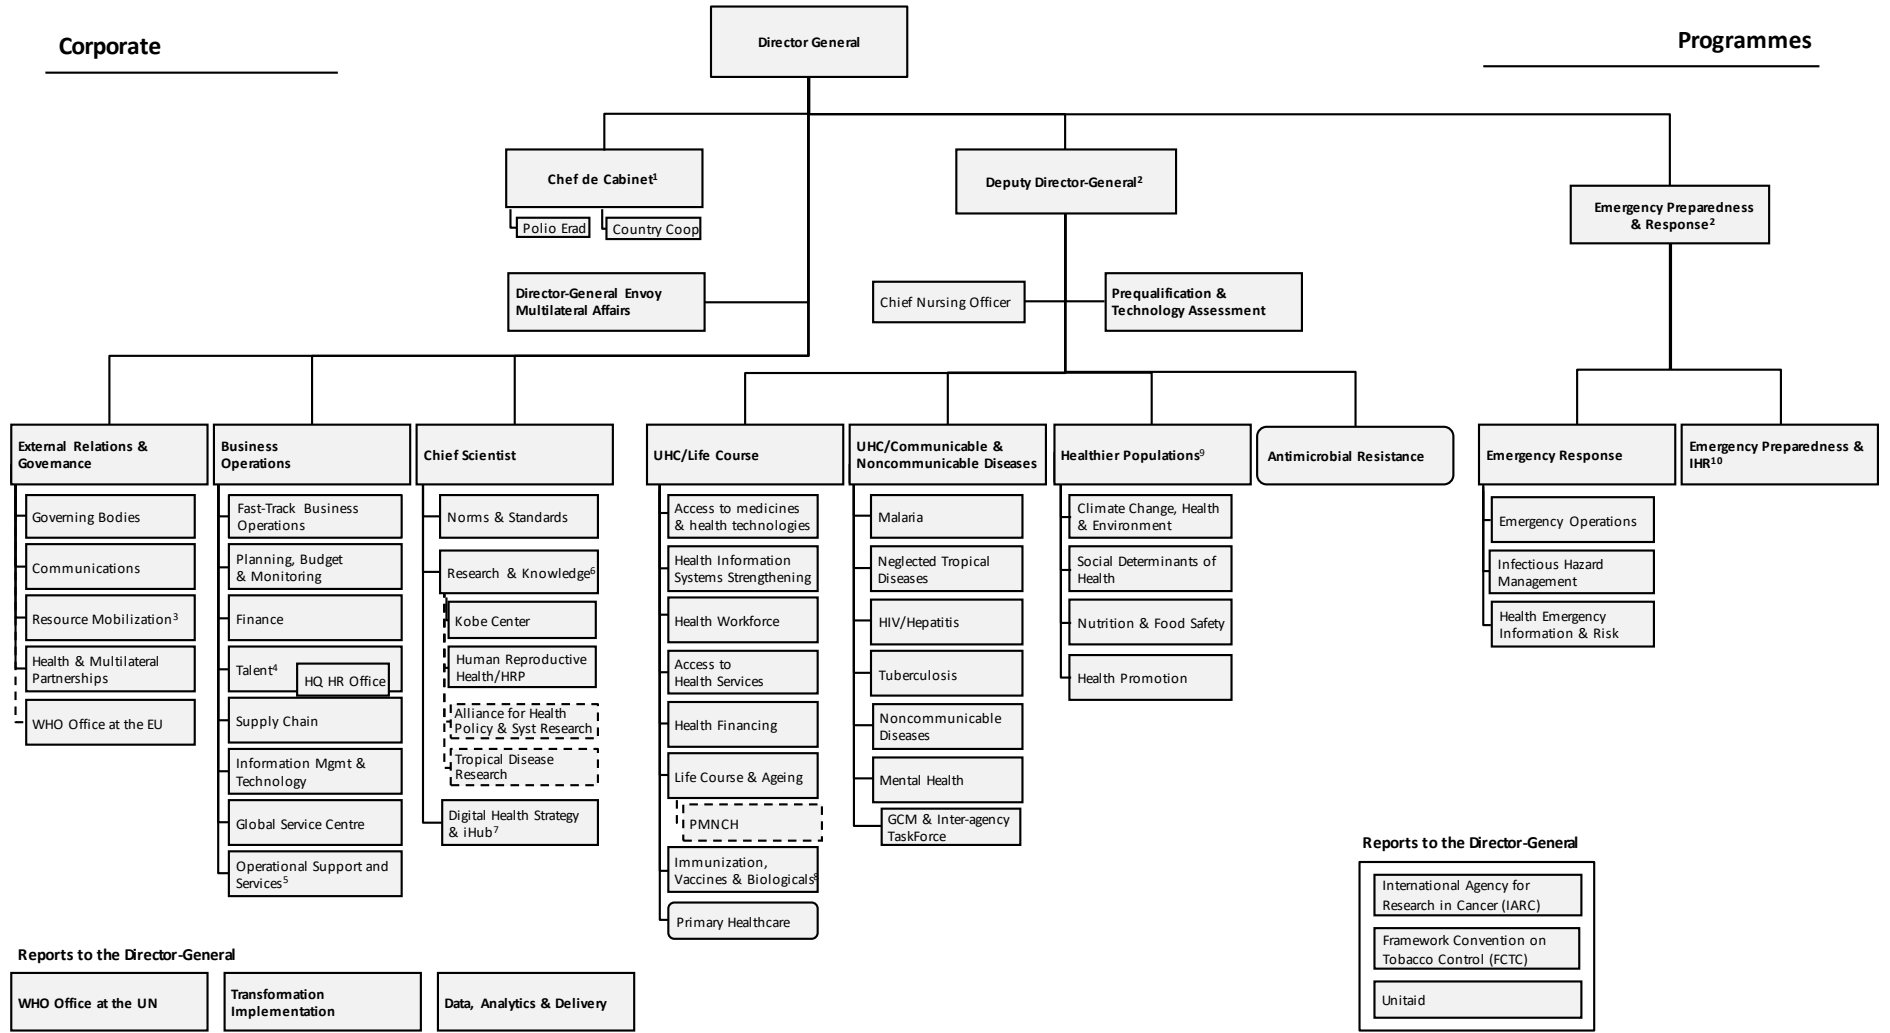 Corporate
Director General
Programmes
Chef de Cabinet¹
Polio Erad
Country Coop
Deputy Director-General²
Emergency Preparedness
& Response²
Director-General Envoy
Multilateral Affairs
Chief Nursing Officer
Prequalification &
Technology Assessment
External Relations &
Governance
Governing Bodies
Communications
Resource Mobilization³
Health & Multilateral
Partnerships
WHO Office at the EU
Business
Operations
Fast-Track Business
Operations
Planning, Budget
& Monitoring
Finance
Talent⁴
HQ HR Office
Supply Chain
Information Mgmt &
Technology
Global Service Centre
Operational Support and
Services⁵
Chief Scientist
Norms & Standards
Research & Knowledge⁶
Kobe Center
Human Reproductive
Health/HRP
Alliance for Health
Policy & Syst Research
Tropical Disease
Research
Digital Health Strategy
& iHub⁷
UHC/Life Course
Access to medicines
& health technologies
Health Information
Systems Strengthening
Health Workforce
Access to
Health Services
Health Financing
Life Course & Ageing
PMNCH
Immunization,
Vaccines & Biologicals⁸
Primary Healthcare
UHC/Communicable &
Noncommunicable Diseases
Malaria
Neglected Tropical
Diseases
HIV/Hepatitis
Tuberculosis
Noncommunicable
Diseases
Mental Health
GCM & Inter-agency
TaskForce
Healthier Populations⁹
Climate Change, Health
& Environment
Social Determinants of
Health
Nutrition & Food Safety
Health Promotion
Antimicrobial Resistance
Emergency Response
Emergency Operations
Infectious Hazard
Management
Health Emergency
Information & Risk
Emergency Preparedness &
IHR¹⁰
Reports to the Director-General
WHO Office at the UN
Transformation
Implementation
Data, Analytics & Delivery
Reports to the Director-General
International Agency for
Research in Cancer (IARC)
Framework Convention on
Tobacco Control (FCTC)
Unitaid